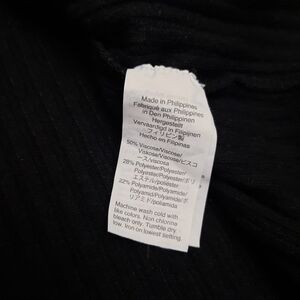 Made in Philippines
Fabriqué aux Philippines
In Den Philippinen
Hergestellt
Vervaardigd in Filipijnen
フィリピン製
Hecho en Filipinas
50% Viscose/Viscose/
Viskose/Viscose/ビスコ
ース/viscosa
28% Polyester/Polyester/
Polyester/Polyester/ポリ
エステル/poliéster
22% Polyamide/Polyamide/
Polyamid/Polyamide/ポ
リアミド/poliamida
Machine wash cold with
like colors. Non chlorine
bleach only. Tumble dry
low. Iron on lowest setting.